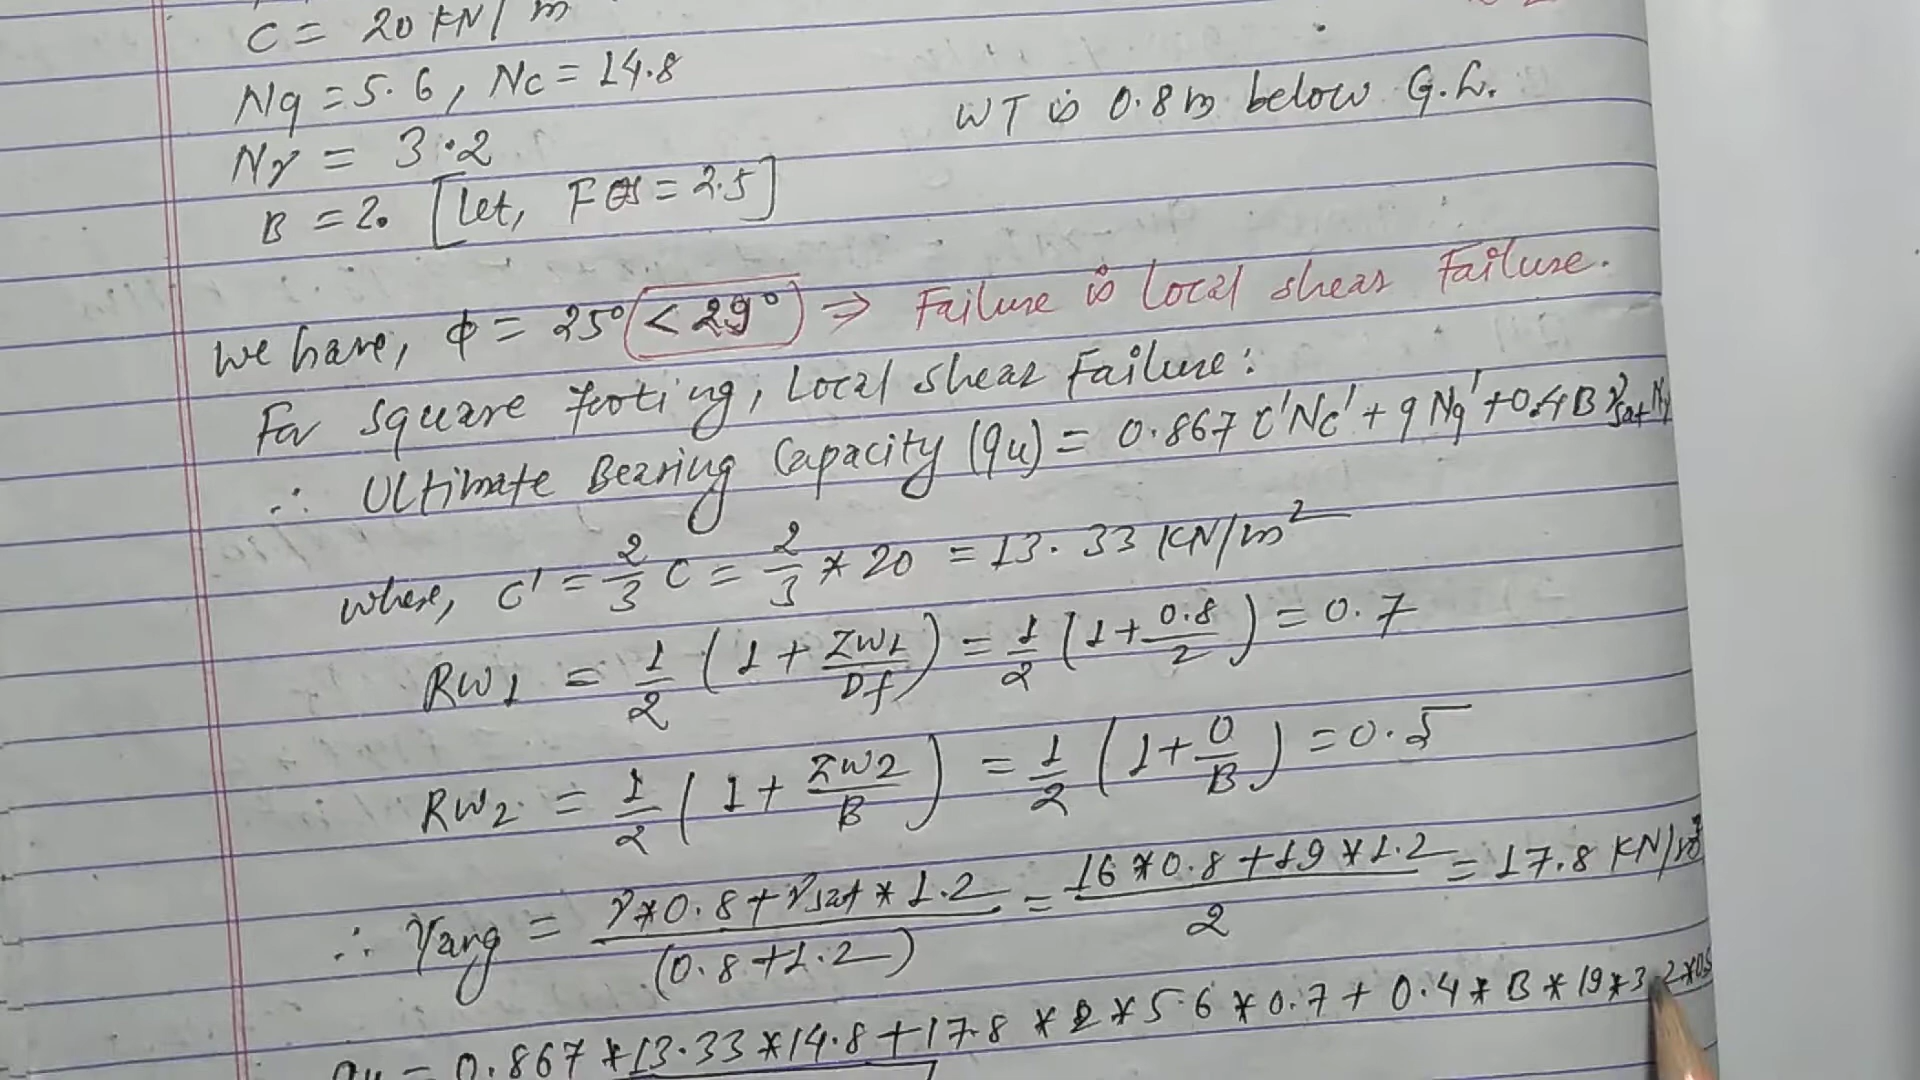 C = 20 KN/m
Nq = 5.6, Nc = 14.8
WT is 0.8m below G.L.
Nγ = 3.2
B = ?. [Let, FOS = 2.5]
We have, ϕ = 25° < 29° ⇒ Failure is Local shear Failure.
For square footing, Local shear Failure:
∴ Ultimate Bearing Capacity (qu) = 0.867 C'Nc' + q Nq' + 0.4 B γsat Nγ
where, C' = 2/3 C = 2/3 * 20 = 13.33 KN/m²
RW1 = 1/2 (1 + ZW1/Df) = 1/2 (1 + 0.8/2) = 0.7
RW2 = 1/2 (1 + ZW2/B) = 1/2 (1 + 0/B) = 0.5
∴ γavg = γ*0.8 + γsat * 1.2/(0.8+1.2) = 16*0.8+19*1.2/2 = 17.8 KN/m³
qu = 0.867 * 13.33 * 14.8 + 17.8 * 2 * 5.6 * 0.7 + 0.4 * B * 19 * 3.2 * 0.5